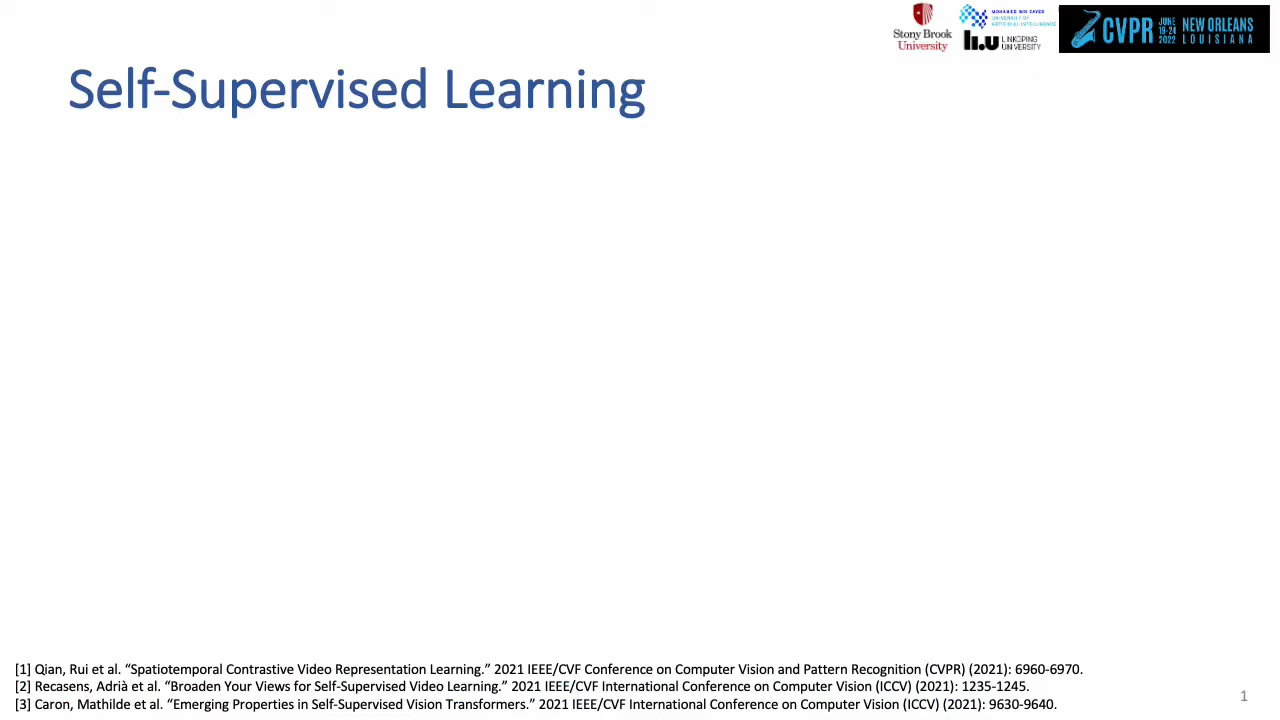 Stony Brook
University
MOHAMED BIN ZAYED
UNIVERSITY OF
ARTIFICIAL INTELLIGENCE
LINKÖPING
UNIVERSITY
CVPR JUNE 19-24 2022 NEW ORLEANS LOUISIANA
Self-Supervised Learning
[1] Qian, Rui et al. “Spatiotemporal Contrastive Video Representation Learning.” 2021 IEEE/CVF Conference on Computer Vision and Pattern Recognition (CVPR) (2021): 6960-6970.
[2] Recasens, Adrià et al. “Broaden Your Views for Self-Supervised Video Learning.” 2021 IEEE/CVF International Conference on Computer Vision (ICCV) (2021): 1235-1245.
[3] Caron, Mathilde et al. “Emerging Properties in Self-Supervised Vision Transformers.” 2021 IEEE/CVF International Conference on Computer Vision (ICCV) (2021): 9630-9640.
1